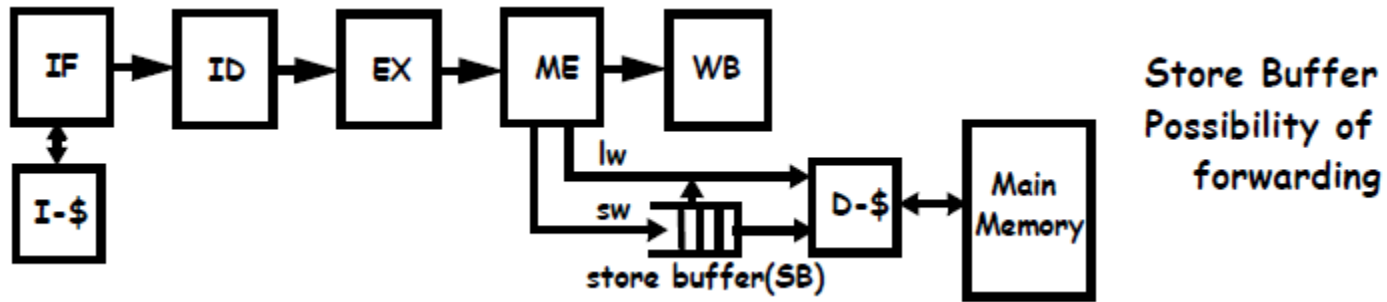 IF
ID
EX
ME
WB
Store Buffer
Possibility of
forwarding
lw
I-$
sw
D-$
Main
Memory
store buffer(SB)